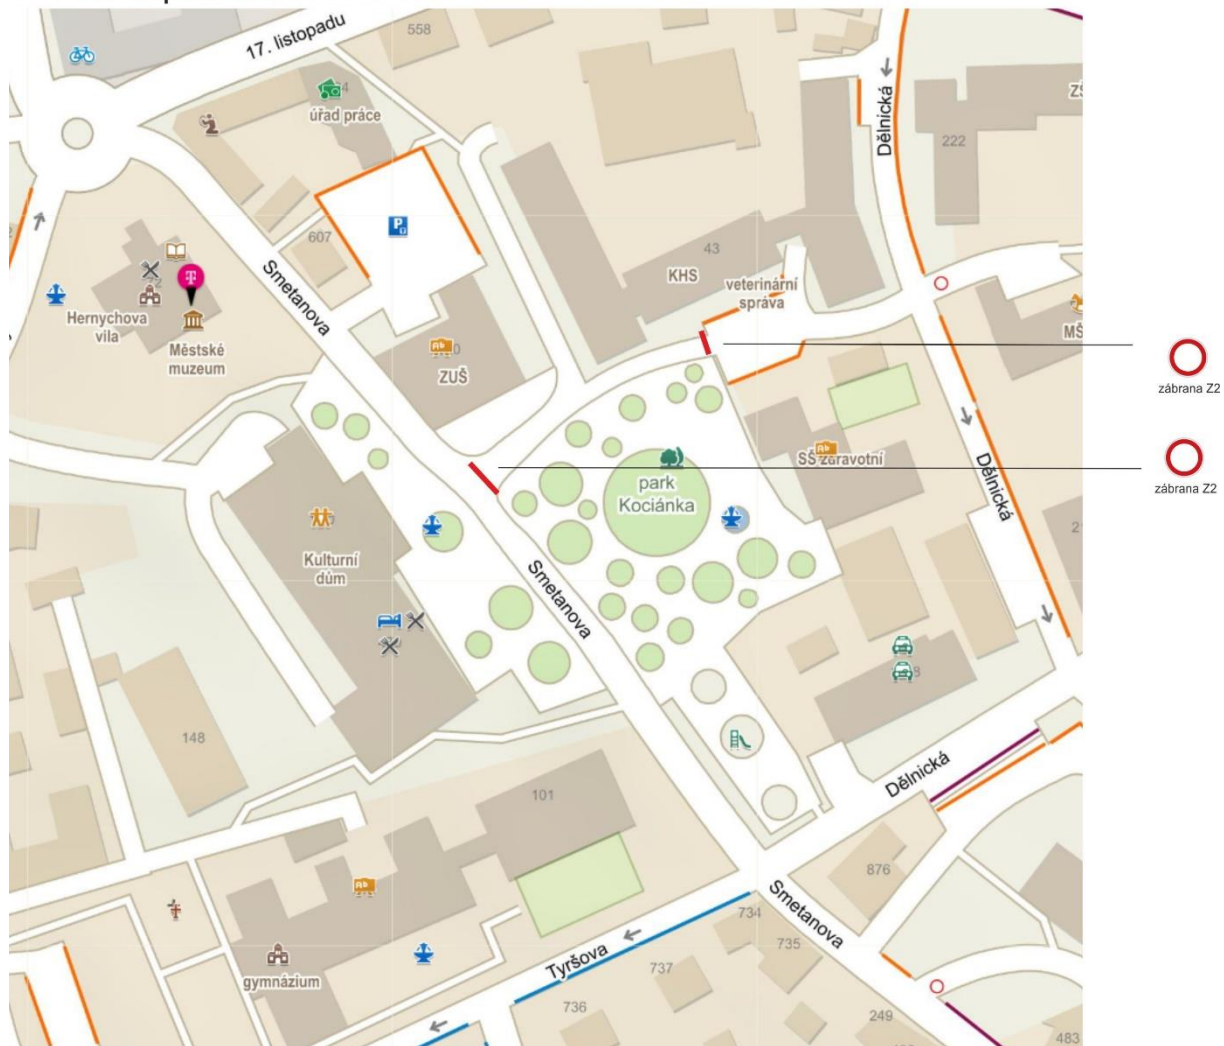 17. listopadu
558
úřad práce
Dělnická
222
607
43
KHS
veterinární
správa
Smetanova
Hernychova
vila
Městské
muzeum
ZUŠ
MŠ
zábrana Z2
SŠ zdravotní
park
Kociánka
zábrana Z2
Dělnická
Kulturní
dům
Smetanova
148
Dělnická
101
876
734
Smetanova
735
Tyršova
737
gymnázium
736
249
483